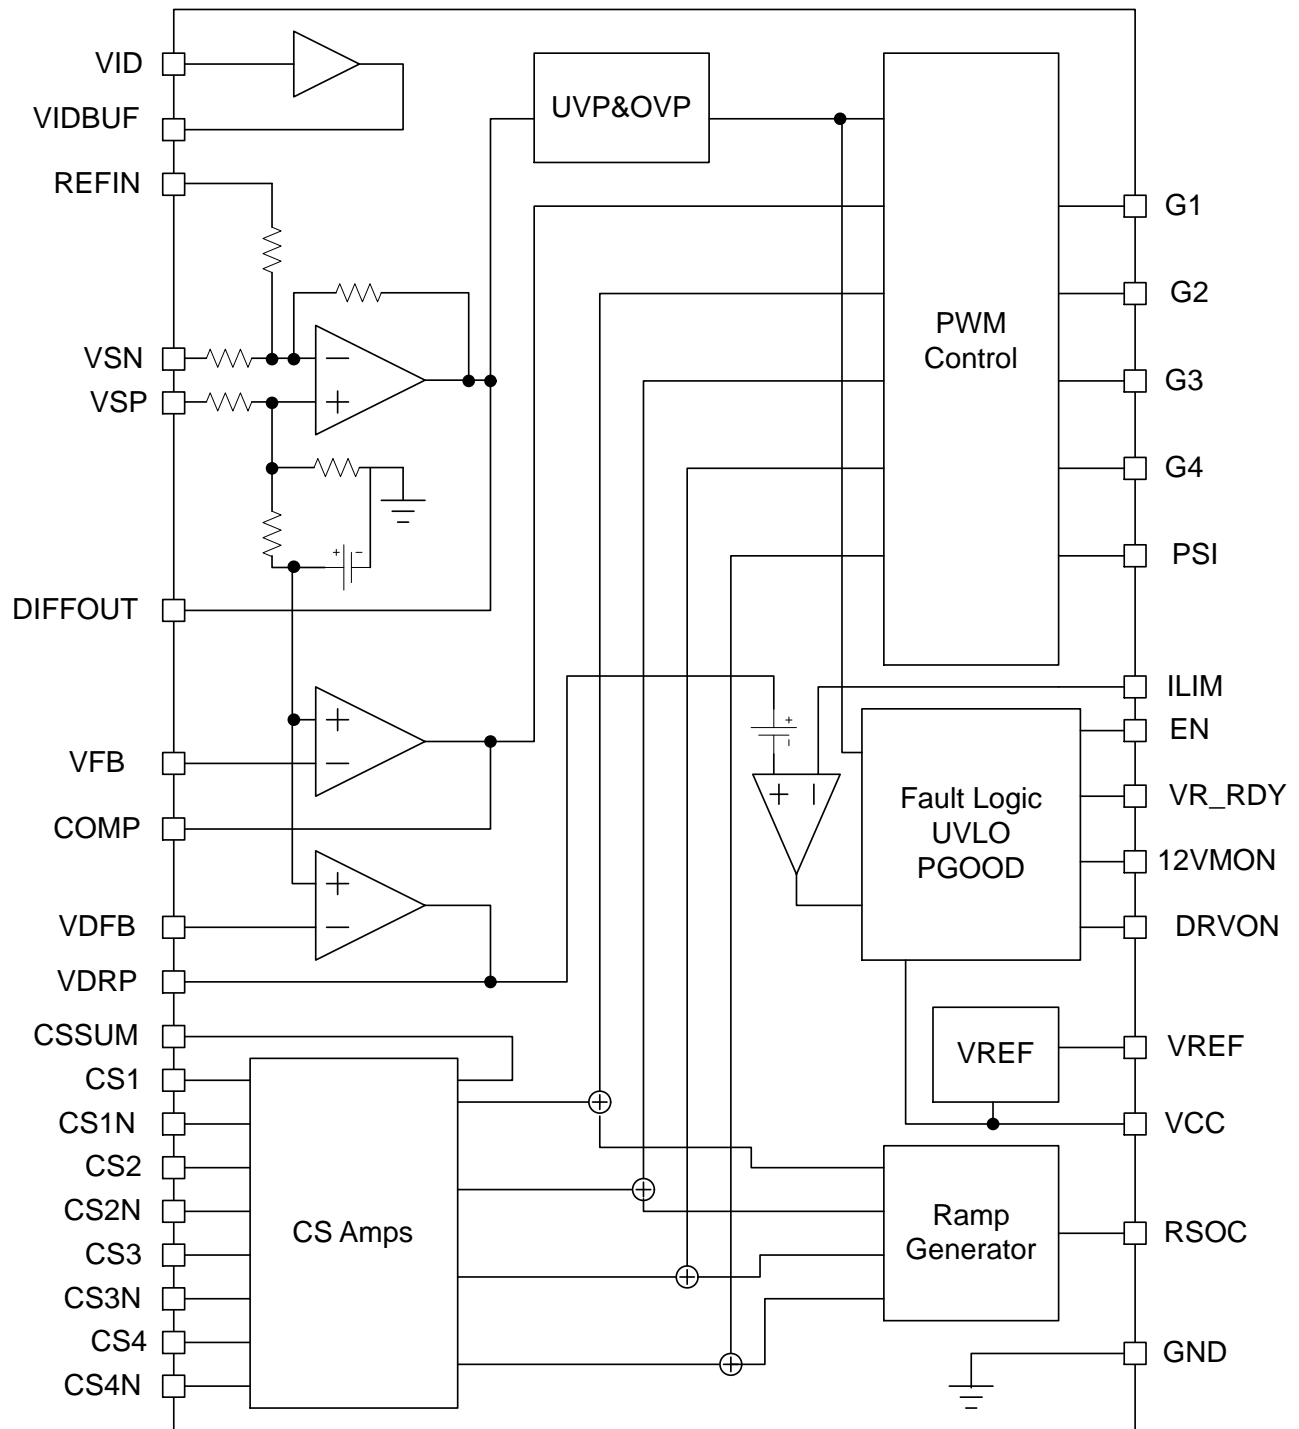 VID
VIDBUF
REFIN
VSN
VSP
DIFFOUT
VFB
COMP
VDFB
VDRP
CSSUM
CS1
CS1N
CS2
CS2N
CS3
CS3N
CS4
CS4N
UVP&OVP
PWM
Control
Fault Logic
UVLO
PGOOD
VREF
CS Amps
Ramp
Generator
G1
G2
G3
G4
PSI
ILIM
EN
VR_RDY
12VMON
DRVON
VREF
VCC
RSOC
GND